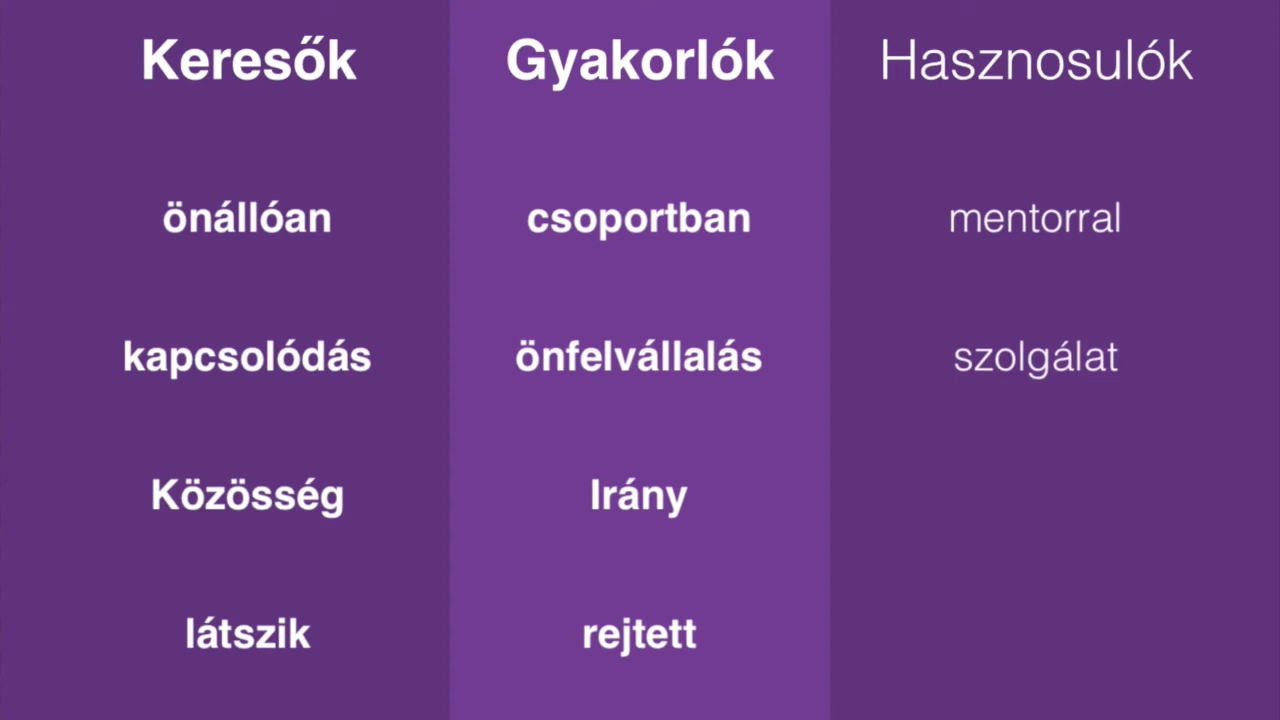 Keresők Gyakorlók Hasznosulók
önállóan csoportban mentorral
kapcsolódás önfelvállalás szolgálat
Közösség Irány
látszik rejtett